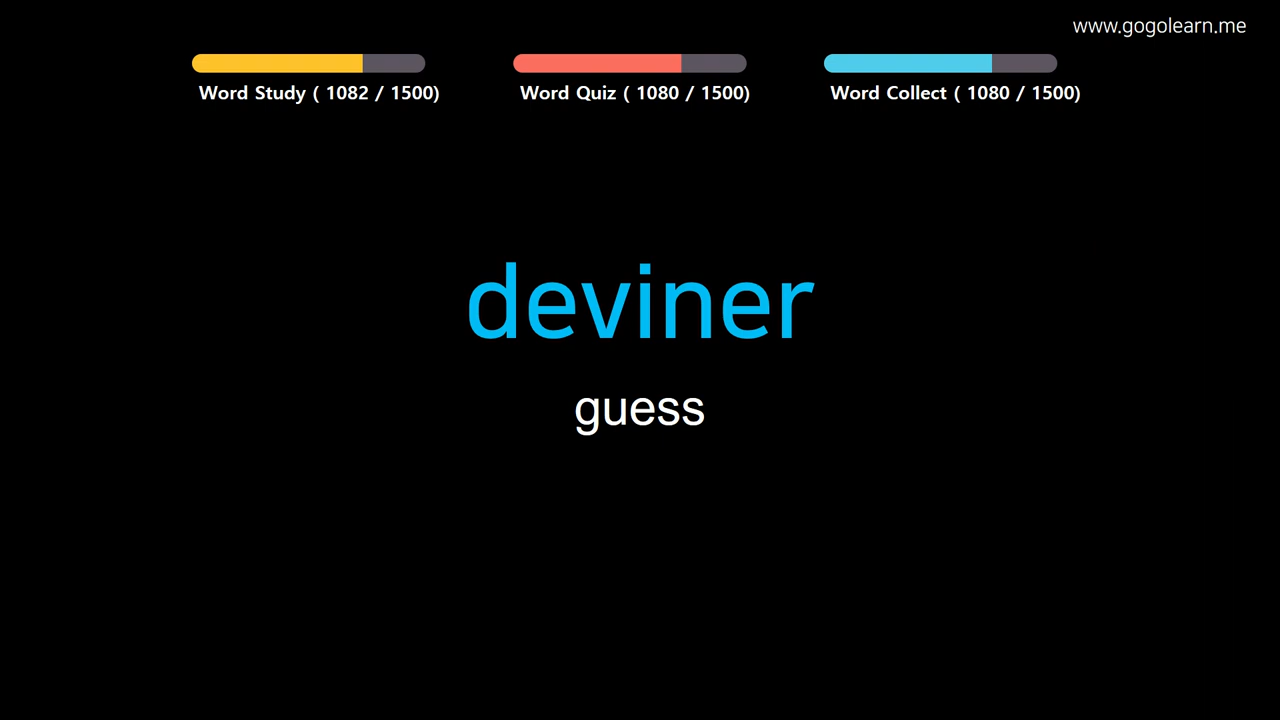 www.gogolearn.me
Word Study ( 1082 / 1500)
Word Quiz ( 1080 / 1500)
Word Collect ( 1080 / 1500)
deviner
guess